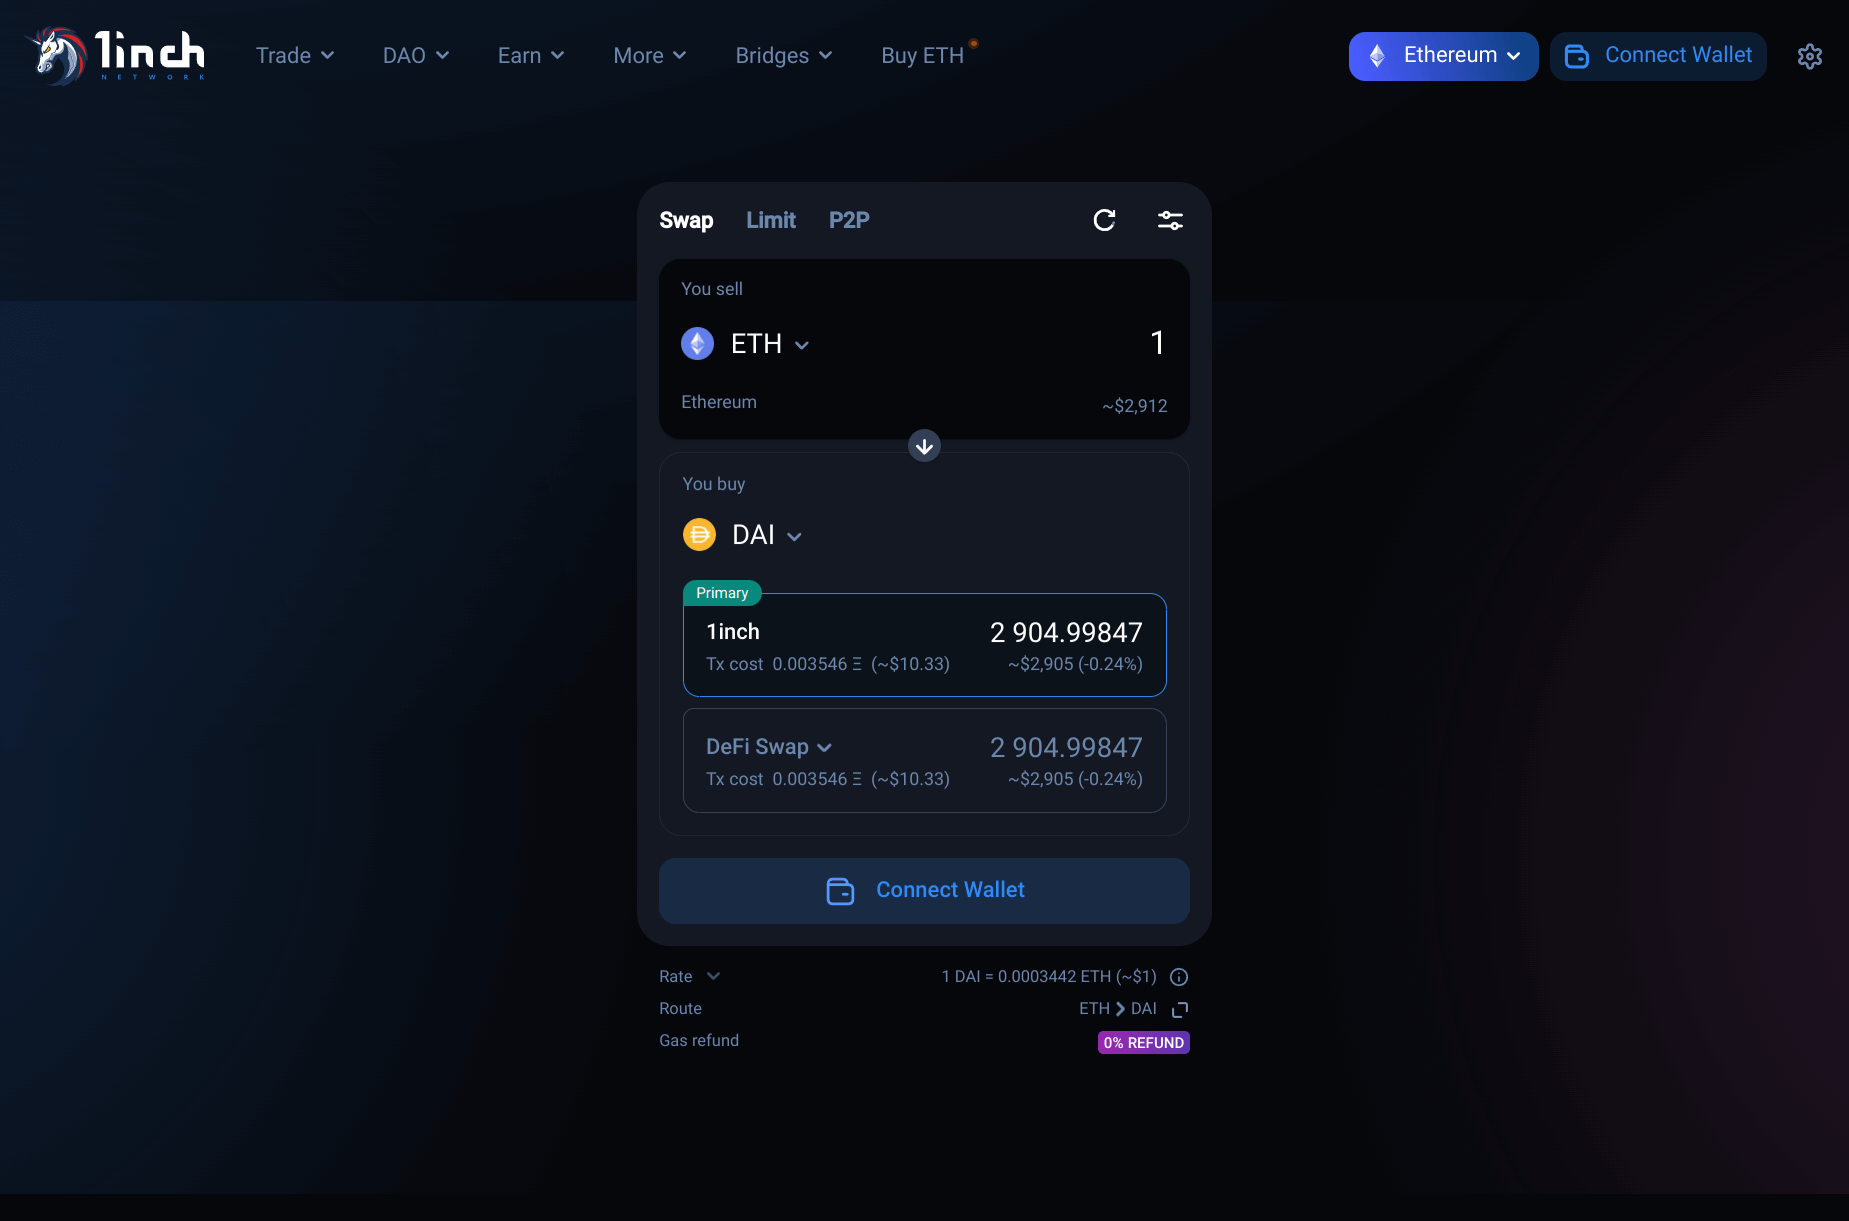 1inch
NETWORK
Trade
DAO
Earn
More
Bridges
Buy ETH
Ethereum
Connect Wallet
Swap
Limit
P2P
You sell
ETH
1
Ethereum
~$2,912
You buy
DAI
Primary
1inch
2 904.99847
Tx cost 0.003546 Ξ (~$10.33)
~$2,905 (-0.24%)
DeFi Swap
2 904.99847
Tx cost 0.003546 Ξ (~$10.33)
~$2,905 (-0.24%)
Connect Wallet
Rate
1 DAI = 0.0003442 ETH (~$1)
Route
ETH > DAI
Gas refund
0% REFUND